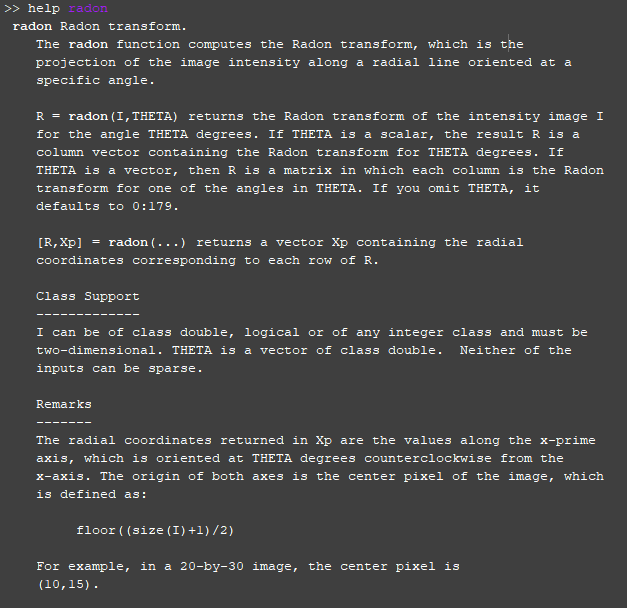 >> help radon
radon Radon transform.
The radon function computes the Radon transform, which is the
projection of the image intensity along a radial line oriented at a
specific angle.
R = radon(I,THETA) returns the Radon transform of the intensity image I
for the angle THETA degrees. If THETA is a scalar, the result R is a
column vector containing the Radon transform for THETA degrees. If
THETA is a vector, then R is a matrix in which each column is the Radon
transform for one of the angles in THETA. If you omit THETA, it
defaults to 0:179.
[R,Xp] = radon(...) returns a vector Xp containing the radial
coordinates corresponding to each row of R.
Class Support
-------------
I can be of class double, logical or of any integer class and must be
two-dimensional. THETA is a vector of class double.  Neither of the
inputs can be sparse.
Remarks
-------
The radial coordinates returned in Xp are the values along the x-prime
axis, which is oriented at THETA degrees counterclockwise from the
x-axis. The origin of both axes is the center pixel of the image, which
is defined as:
floor((size(I)+1)/2)
For example, in a 20-by-30 image, the center pixel is
(10,15).